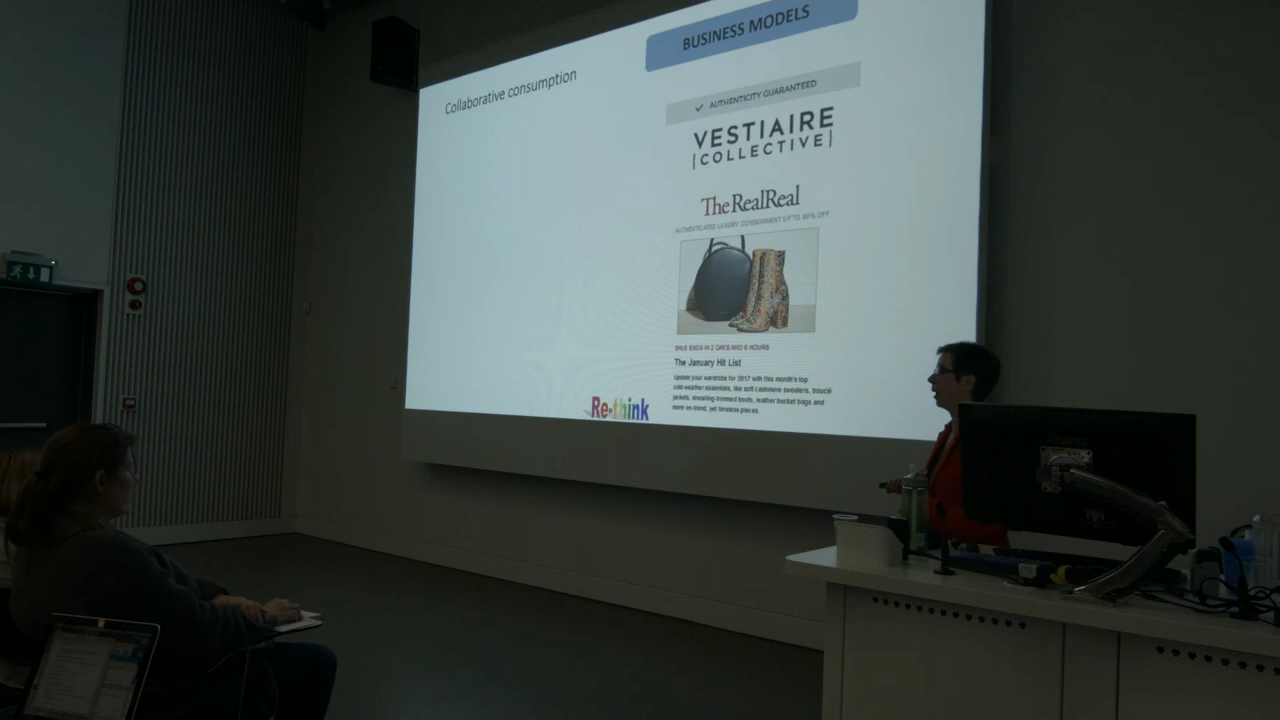 BUSINESS MODELS
Collaborative consumption
✓ AUTHENTICITY GUARANTEED
VESTIAIRE
[COLLECTIVE]
TheRealReal
AUTHENTICATED LUXURY CONSIGNMENT UP TO 90% OFF
SALE ENDS IN 2 DAYS AND 6 HOURS
The January Hit List
Update your wardrobe for 2017 with this month's top
cold-weather essentials, like soft cashmere sweaters, bouclé
jackets, shearling-trimmed boots, leather bucket bags and
more on-trend, yet timeless pieces.
Re-think